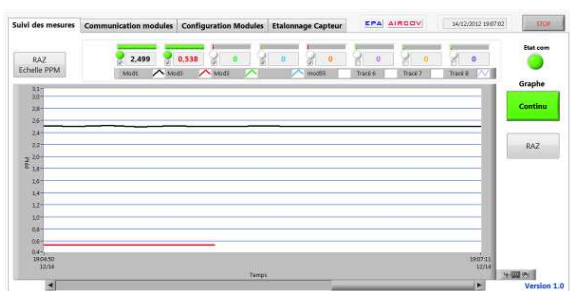 Suivi des mesures
Communication modules
Configuration Modules
Etalonnage Capteur
EPA AIRCOV
14/12/2012 19:07:02
STOP
RAZ
Echelle PPM
2,499
0,538
0
0
0
0
0
0
Mod1
Mod2
Mod3
mod55
Tracé 6
Tracé 7
Tracé 8
Etat com
Graphe
Continu
RAZ
PPM
3,1
3,0
2,8
2,6
2,4
2,2
2,0
1,8
1,6
1,4
1,2
1,0
0,8
0,6
0,4
19:04:50
12/14
19:07:11
12/14
Temps
Version 1.0